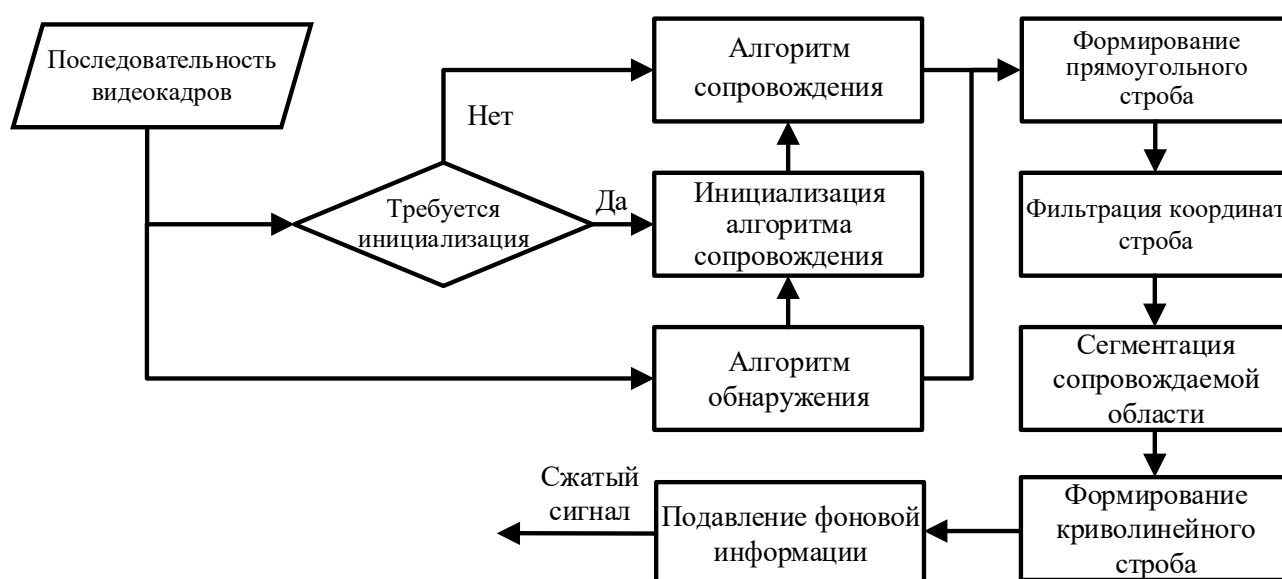 Последовательность
видеокадров
Нет
Требуется
инициализация
Да
Алгоритм
сопровождения
Инициализация
алгоритма
сопровождения
Алгоритм
обнаружения
Формирование
прямоугольного
строба
Фильтрация координат
строба
Сегментация
сопровождаемой
области
Формирование
криволинейного
строба
Подавление фоновой
информации
Сжатый
сигнал